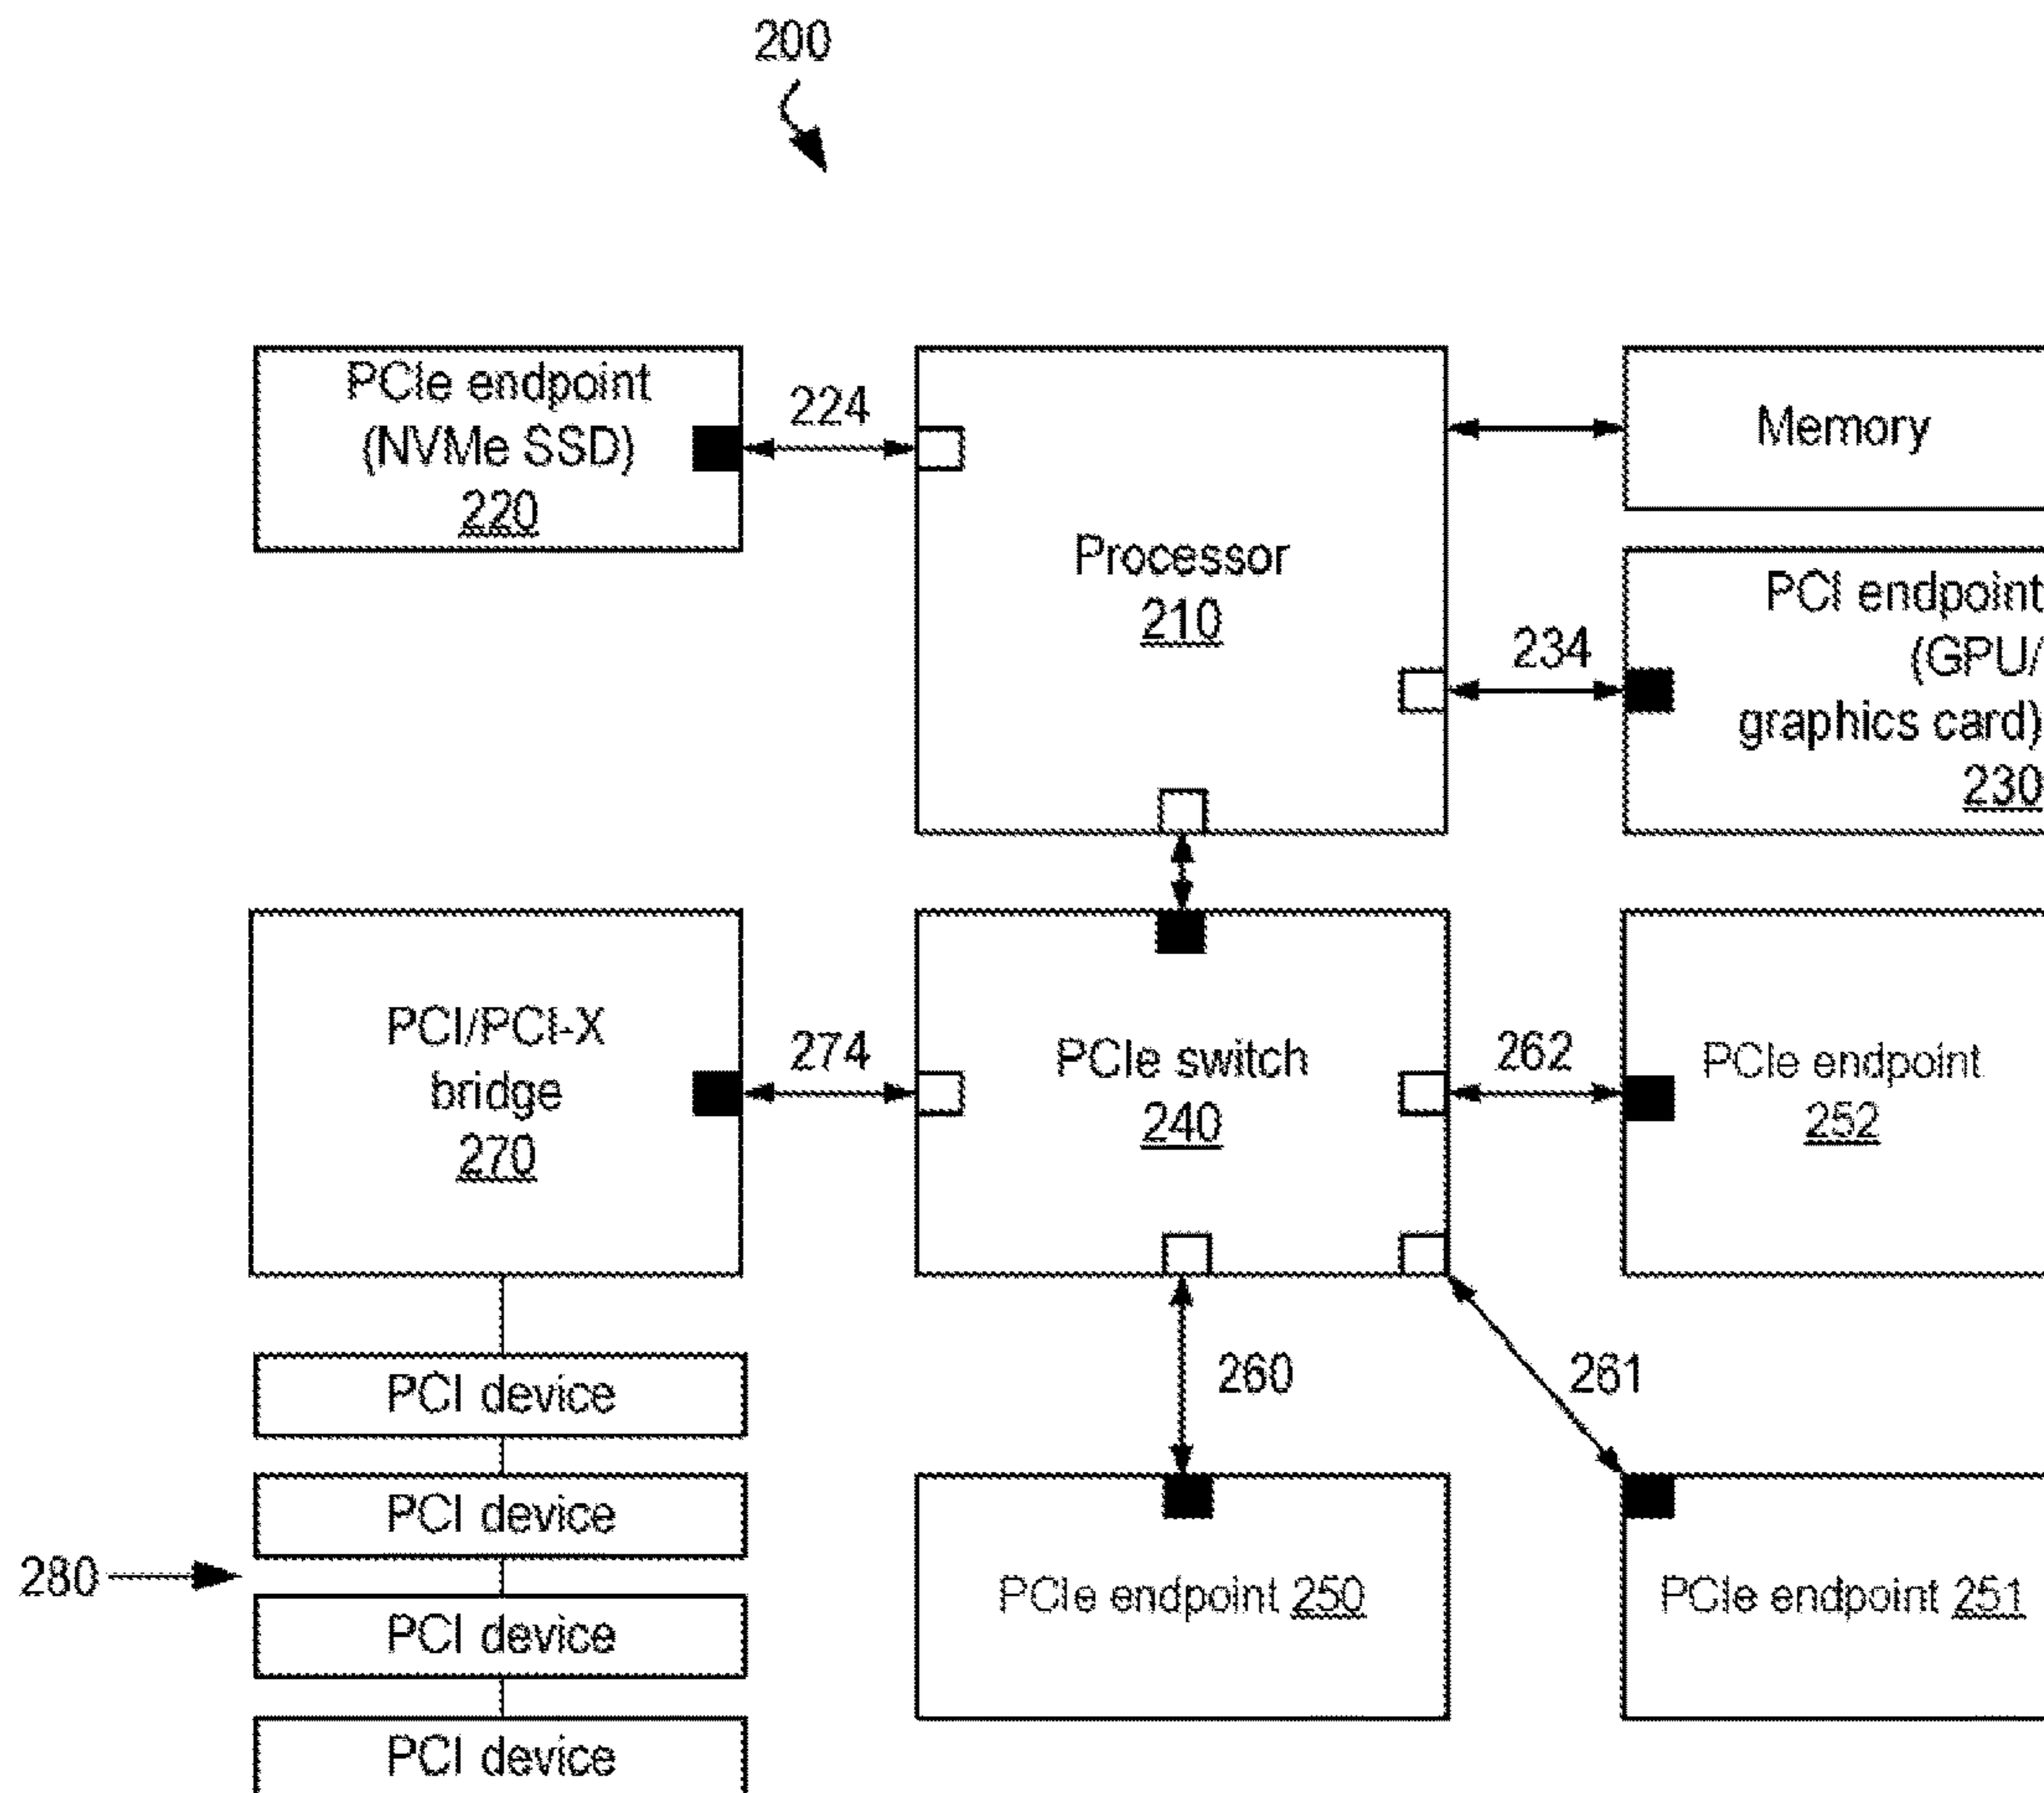 200
PCIe endpoint
(NVMe SSD)
220
224
Processor
210
Memory
234
PCI endpoint
(GPU/
graphics card)
230
PCI/PCI-X
bridge
270
274
PCIe switch
240
262
PCIe endpoint
252
PCI device
PCI device
280
PCI device
PCI device
260
261
PCIe endpoint 250
PCIe endpoint 251